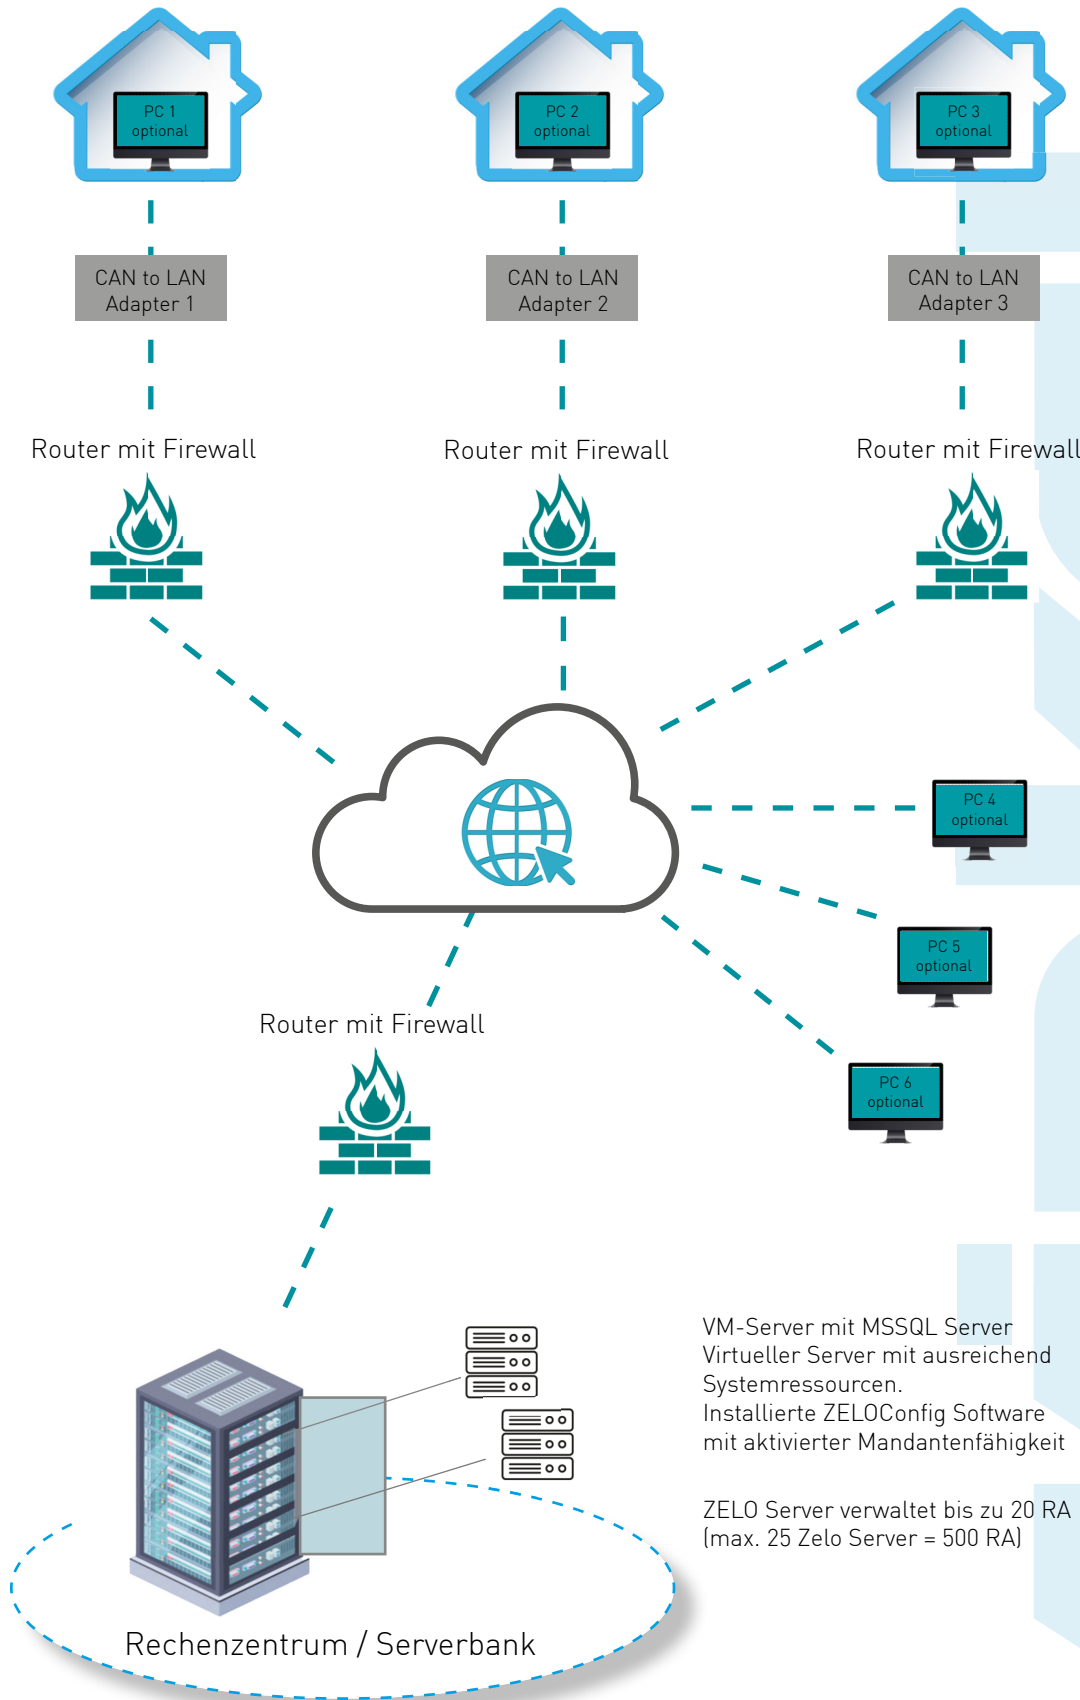 PC 1
optional
PC 2
optional
PC 3
optional
CAN to LAN
Adapter 1
CAN to LAN
Adapter 2
CAN to LAN
Adapter 3
Router mit Firewall
Router mit Firewall
Router mit Firewall
PC 4
optional
PC 5
optional
Router mit Firewall
PC 6
optional
VM-Server mit MSSQL Server
Virtueller Server mit ausreichend
Systemressourcen.
Installierte ZELOConfig Software
mit aktivierter Mandantenfähigkeit
ZELO Server verwaltet bis zu 20 RA
(max. 25 Zelo Server = 500 RA)
Rechenzentrum / Serverbank